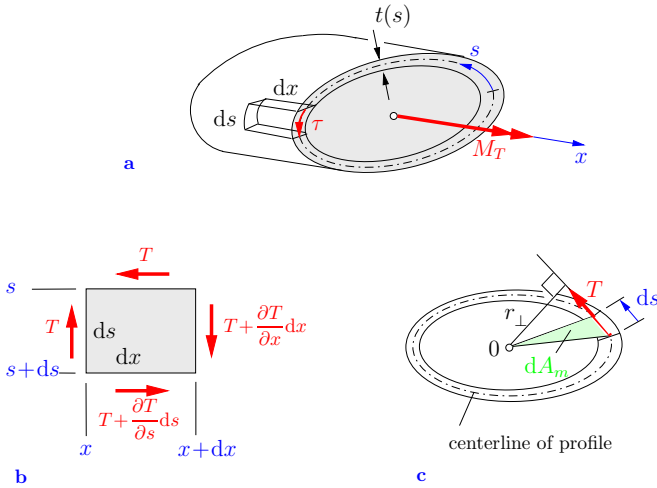 t(s)
s
dx
ds
τ
M_T
x
a
T
s
T
ds
dx
T + ∂T/∂x dx
s+ds
T + ∂T/∂s ds
x
x+dx
b
T
ds
r_⊥
0
dA_m
centerline of profile
c